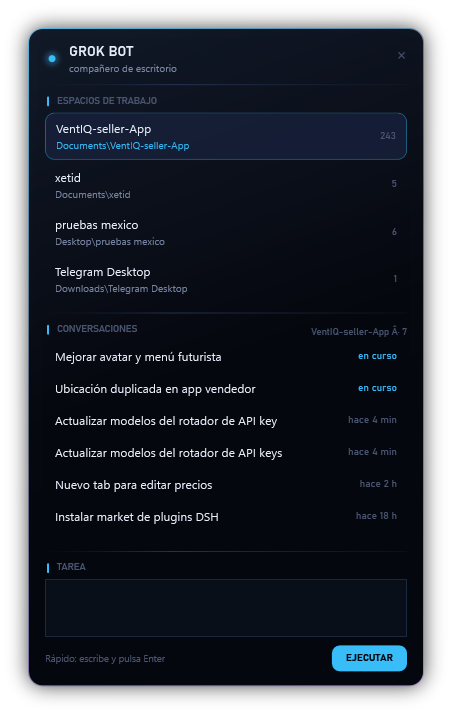 GROK BOT
×
compañero de escritorio
ESPACIOS DE TRABAJO
VentIQ-seller-App
243
Documents\VentIQ-seller-App
xetid
5
Documents\xetid
pruebas mexico
6
Desktop\pruebas mexico
Telegram Desktop
1
Downloads\Telegram Desktop
CONVERSACIONES
VentIQ-seller-App Â· 7
Mejorar avatar y menú futurista
en curso
Ubicación duplicada en app vendedor
en curso
Actualizar modelos del rotador de API key
hace 4 min
Actualizar modelos del rotador de API keys
hace 4 min
Nuevo tab para editar precios
hace 2 h
Instalar market de plugins DSH
hace 18 h
TAREA
Rápido: escribe y pulsa Enter
EJECUTAR